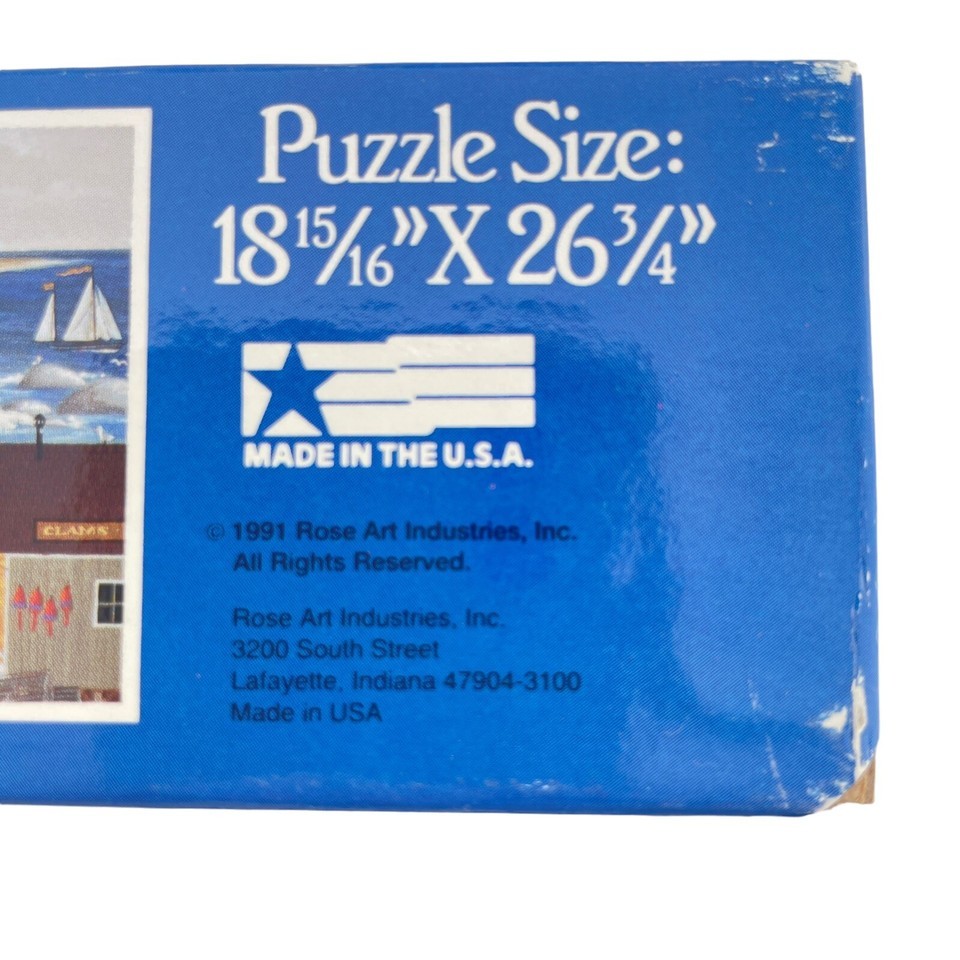 Puzzle Size:
18 15/16” X 26 3/4”
MADE IN THE U.S.A.
© 1991 Rose Art Industries, Inc.
All Rights Reserved.
Rose Art Industries, Inc.
3200 South Street
Lafayette, Indiana 47904-3100
Made in USA
CLAMS